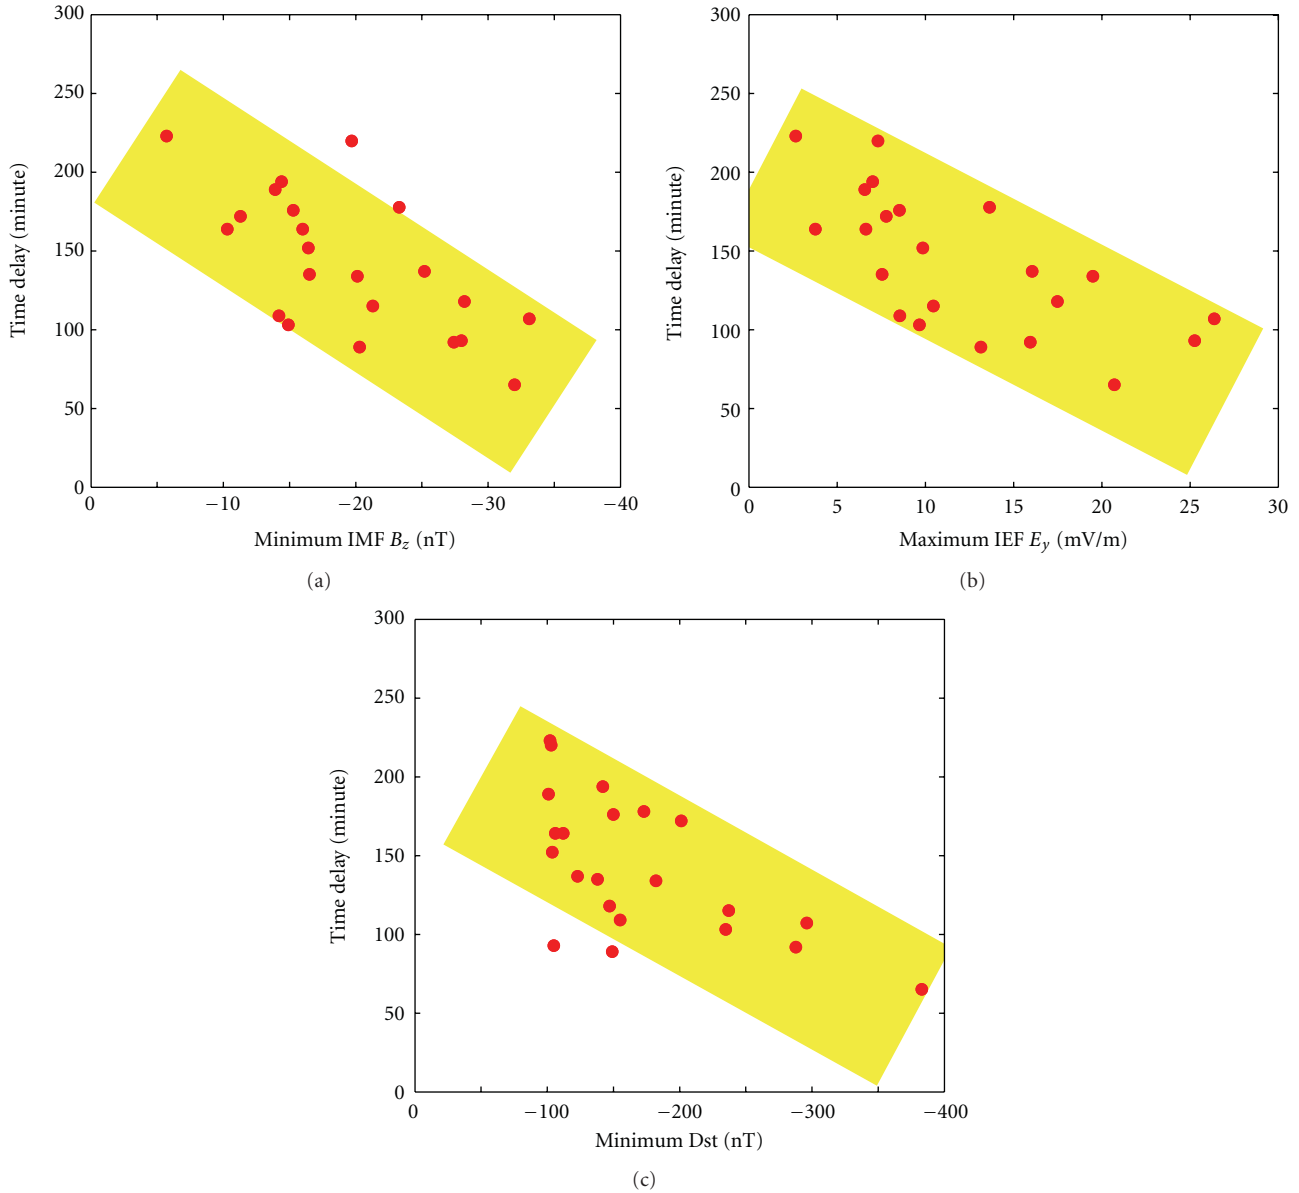 300
250
200
150
100
50
0
Time delay (minute)
0 −10 −20 −30 −40
Minimum IMF Bz (nT)
(a)
300
250
200
150
100
50
0
Time delay (minute)
0 5 10 15 20 25 30
Maximum IEF Ey (mV/m)
(b)
300
250
200
150
100
50
0
Time delay (minute)
0 −100 −200 −300 −400
Minimum Dst (nT)
(c)